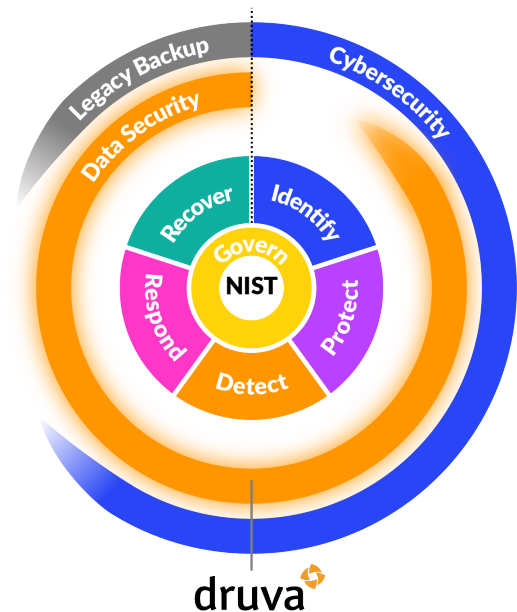 Legacy Backup
Cybersecurity
Data Security
Recover
Identify
Govern
NIST
Respond
Protect
Detect
druva